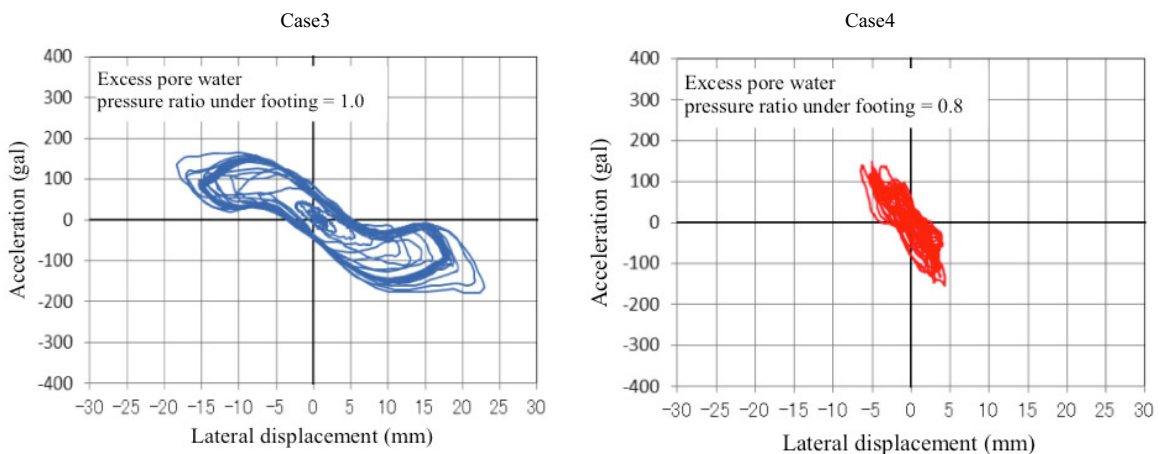 Case3
Case4
400
300
200
100
0
-100
-200
-300
-400
Excess pore water
pressure ratio under footing = 1.0
Acceleration (gal)
-30 -25 -20 -15 -10 -5 0 5 10 15 20 25 30
Lateral displacement (mm)
400
300
200
100
0
-100
-200
-300
-400
Excess pore water
pressure ratio under footing = 0.8
Acceleration (gal)
-30 -25 -20 -15 -10 -5 0 5 10 15 20 25 30
Lateral displacement (mm)